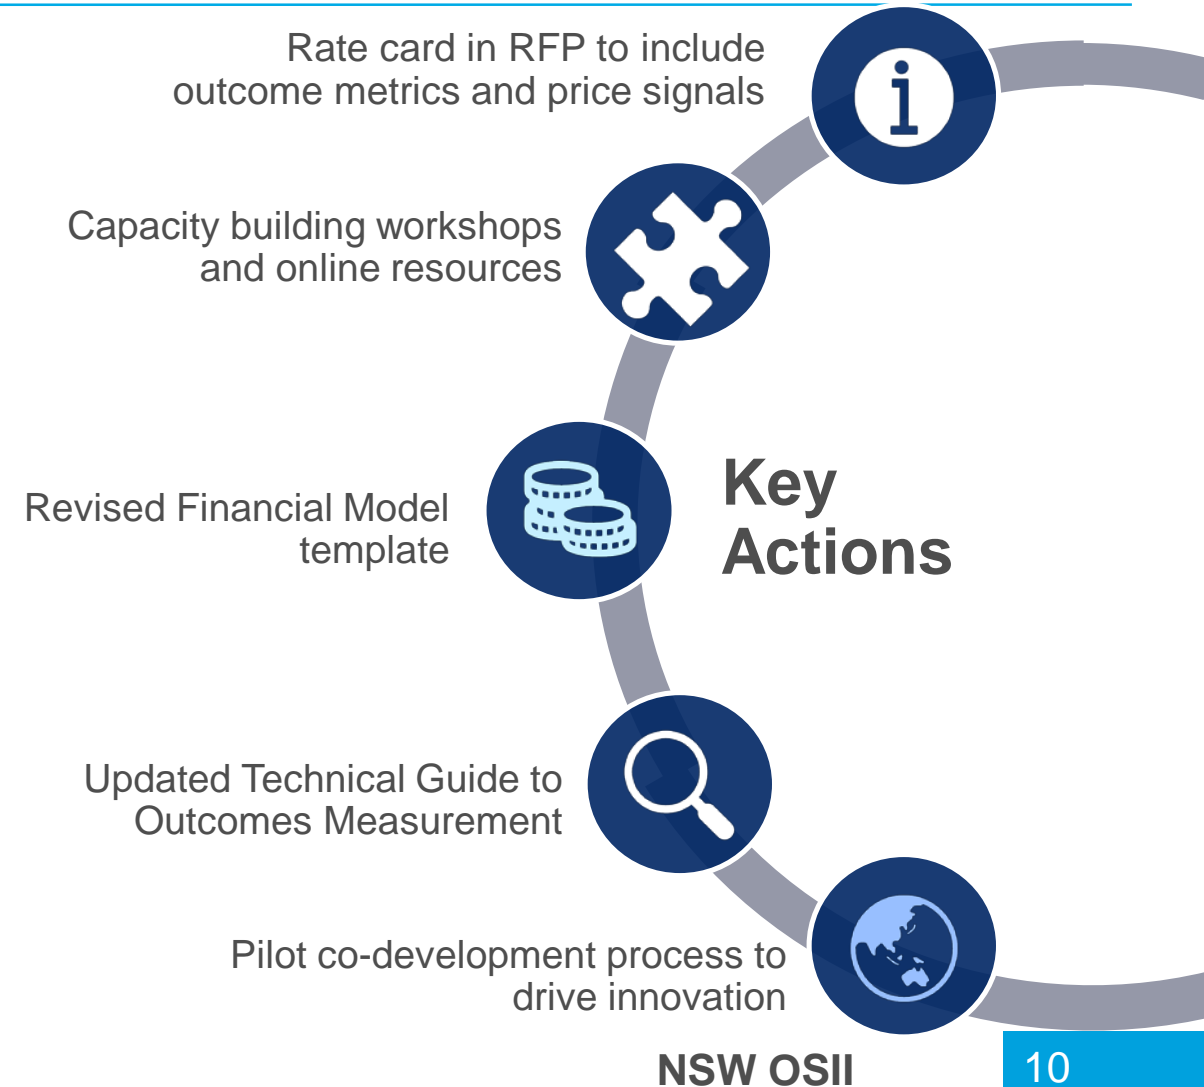 Rate card in RFP to include
outcome metrics and price signals
Capacity building workshops
and online resources
Revised Financial Model
template
Key
Actions
Updated Technical Guide to
Outcomes Measurement
Pilot co-development process to
drive innovation
NSW OSII
10